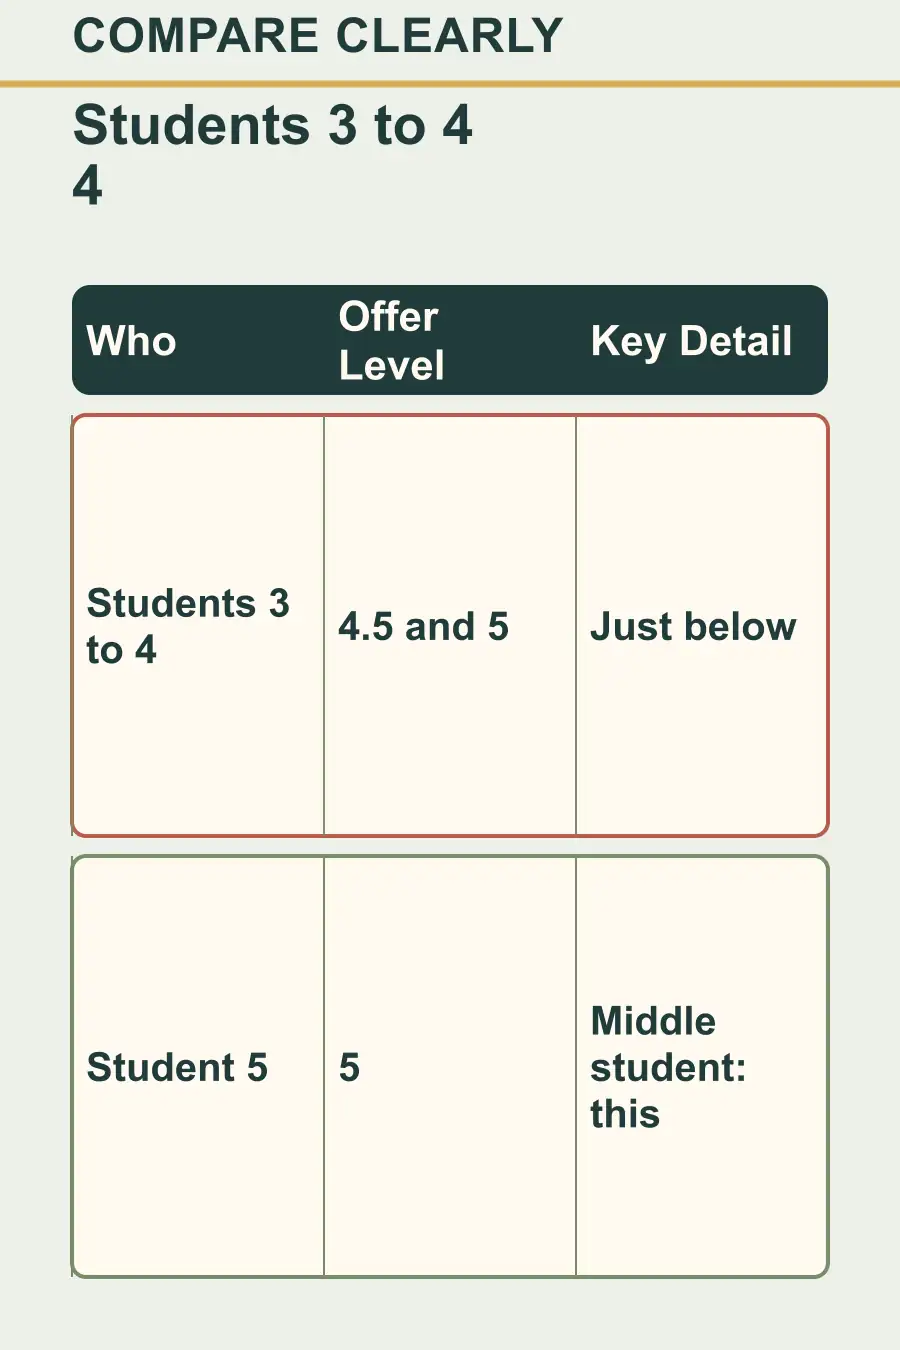 COMPARE CLEARLY
Students 3 to 4
4
Who
Offer
Level
Key Detail
Students 3
to 4
4.5 and 5
Just below
Student 5
5
Middle
student:
this